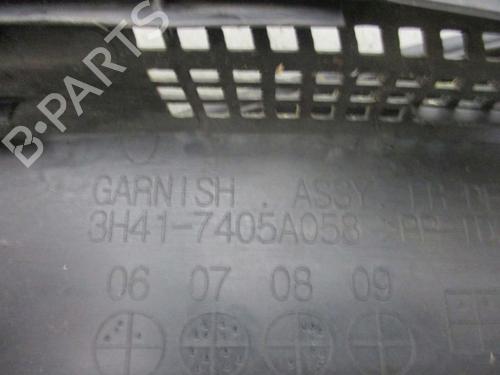 B-PARTS
GARNISH . ASSY
3H41-7405A058
06 07 08 09